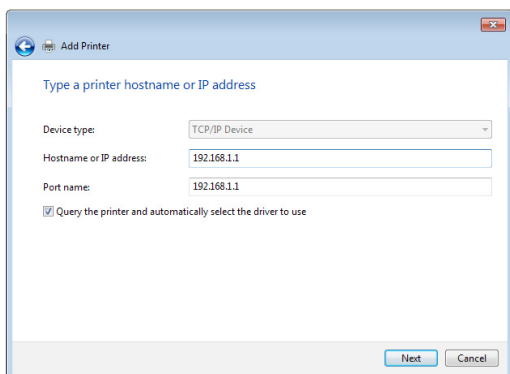 Add Printer
Type a printer hostname or IP address
Device type: TCP/IP Device
Hostname or IP address: 192.168.1.1
Port name: 192.168.1.1
Query the printer and automatically select the driver to use
Next Cancel